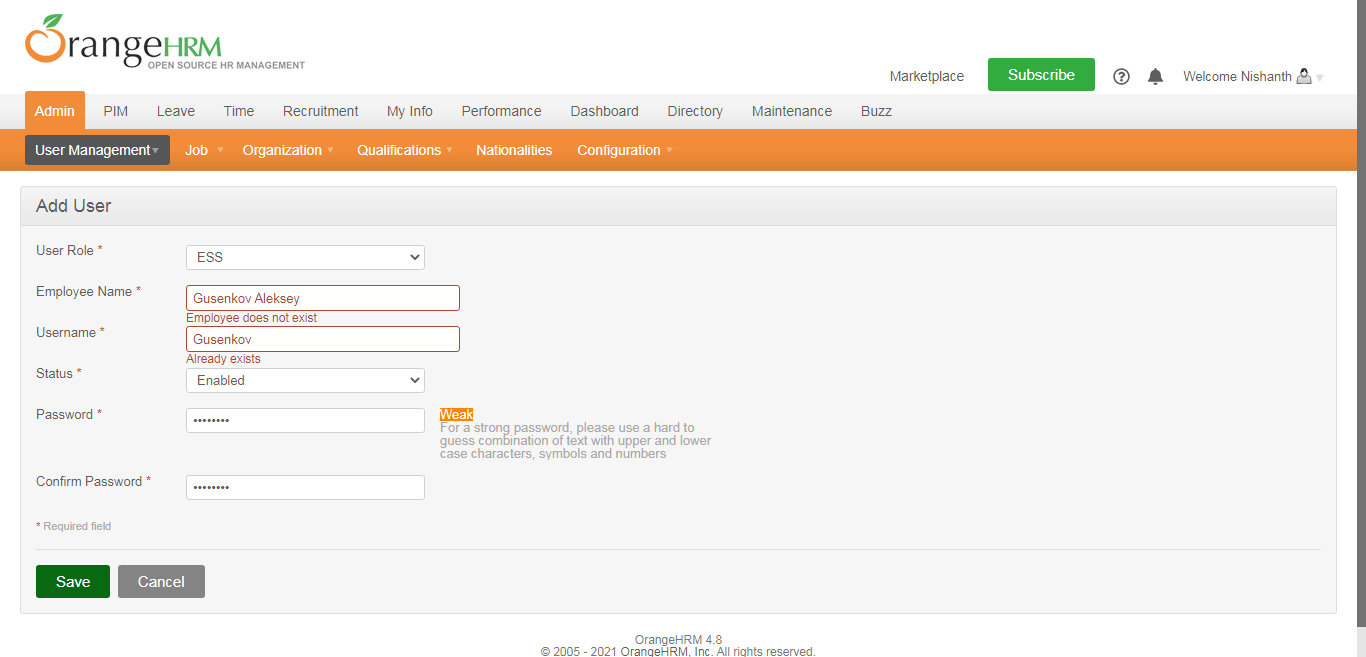 OrangeHRM
OPEN SOURCE HR MANAGEMENT
Marketplace Subscribe Welcome Nishanth
Admin PIM Leave Time Recruitment My Info Performance Dashboard Directory Maintenance Buzz
User Management Job Organization Qualifications Nationalities Configuration
Add User
User Role * ESS
Employee Name * Gusenkov Aleksey
Employee does not exist
Username * Gusenkov
Already exists
Status * Enabled
Password * •••••••• Weak
For a strong password, please use a hard to
guess combination of text with upper and lower
case characters, symbols and numbers
Confirm Password * ••••••••
* Required field
Save Cancel
OrangeHRM 4.8
© 2005 - 2021 OrangeHRM, Inc. All rights reserved.